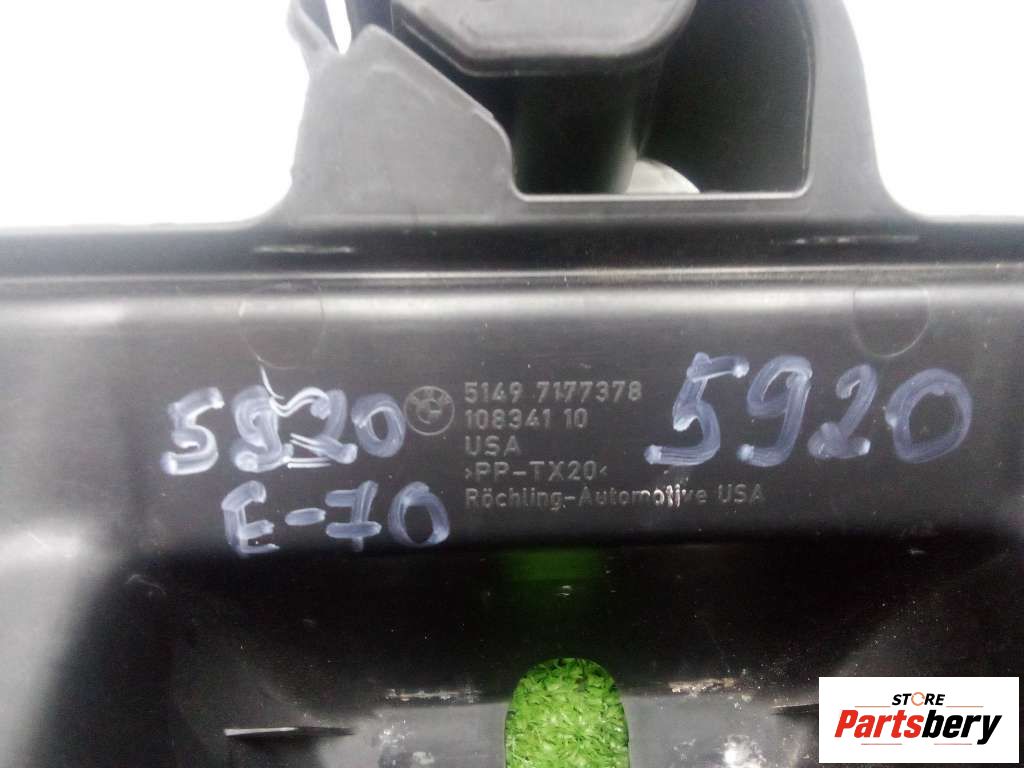 5149 7177378
108341 10
USA
>PP-TX20<
Röchling-Automotive USA
5920
E-70
5920
STORE
Partsbery